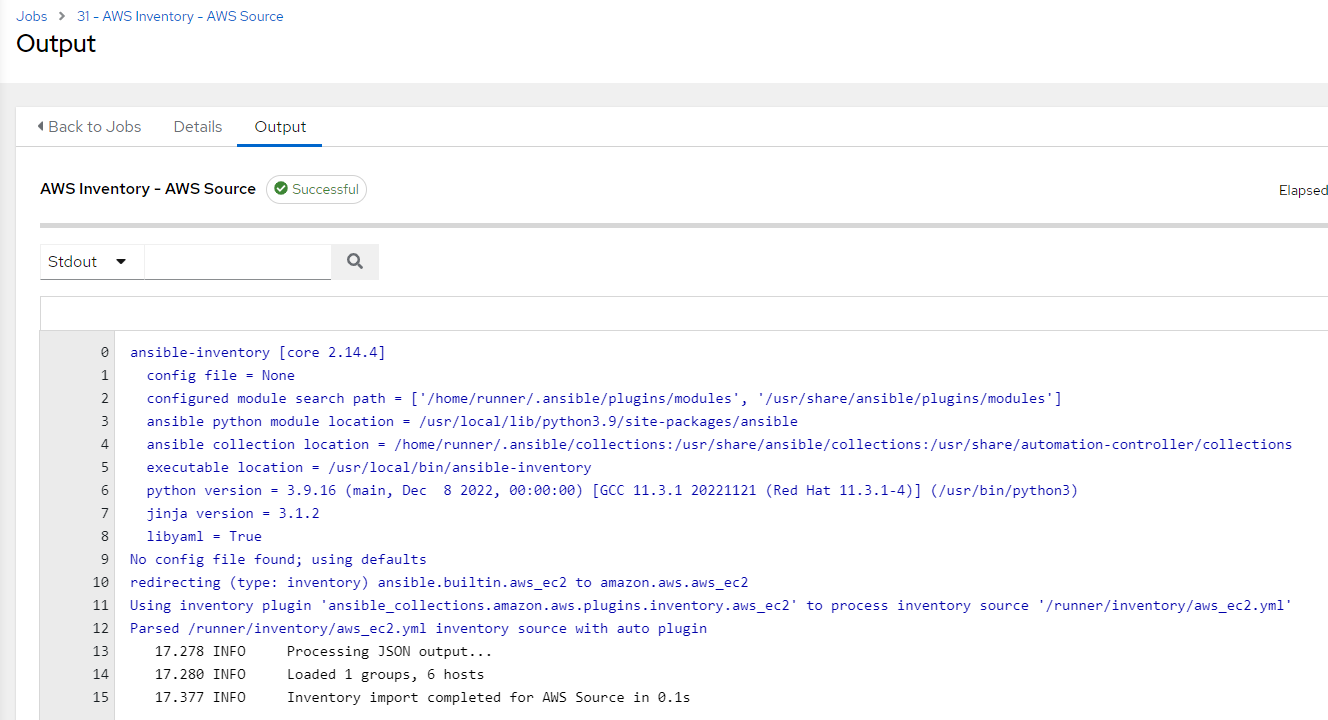 Jobs > 31 - AWS Inventory - AWS Source
Output
Back to Jobs Details Output
AWS Inventory - AWS Source Successful Elapsed
Stdout
0 ansible-inventory [core 2.14.4]
1 config file = None
2 configured module search path = ['/home/runner/.ansible/plugins/modules', '/usr/share/ansible/plugins/modules']
3 ansible python module location = /usr/local/lib/python3.9/site-packages/ansible
4 ansible collection location = /home/runner/.ansible/collections:/usr/share/ansible/collections:/usr/share/automation-controller/collections
5 executable location = /usr/local/bin/ansible-inventory
6 python version = 3.9.16 (main, Dec  8 2022, 00:00:00) [GCC 11.3.1 20221121 (Red Hat 11.3.1-4)] (/usr/bin/python3)
7 jinja version = 3.1.2
8 libyaml = True
9 No config file found; using defaults
10 redirecting (type: inventory) ansible.builtin.aws_ec2 to amazon.aws.aws_ec2
11 Using inventory plugin 'ansible_collections.amazon.aws.plugins.inventory.aws_ec2' to process inventory source '/runner/inventory/aws_ec2.yml'
12 Parsed /runner/inventory/aws_ec2.yml inventory source with auto plugin
13 17.278 INFO     Processing JSON output...
14 17.280 INFO     Loaded 1 groups, 6 hosts
15 17.377 INFO     Inventory import completed for AWS Source in 0.1s